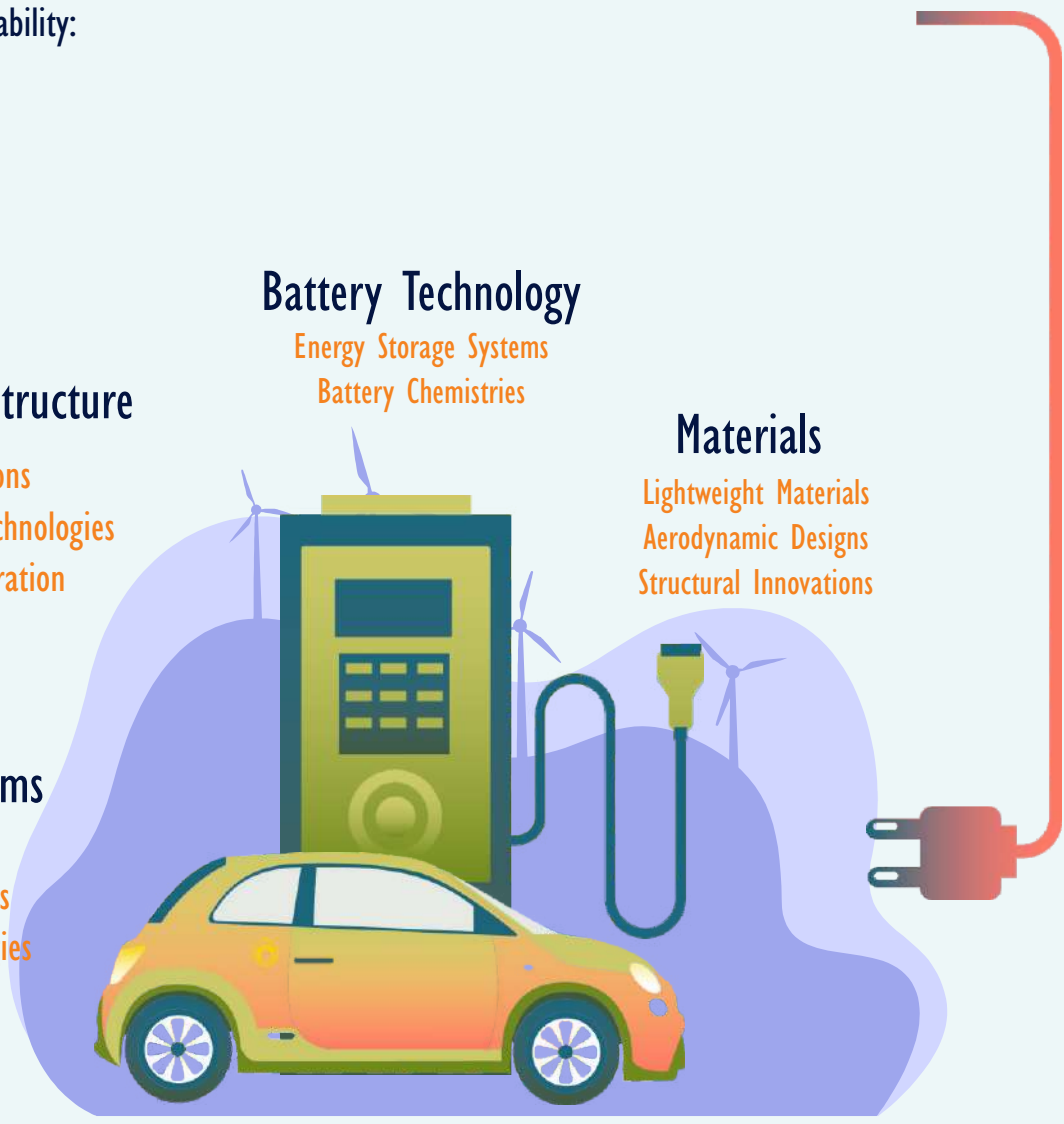 ability:
Battery Technology
Energy Storage Systems
Battery Chemistries
structure
ons
chnologies
ration
Materials
Lightweight Materials
Aerodynamic Designs
Structural Innovations
ms
s
ies